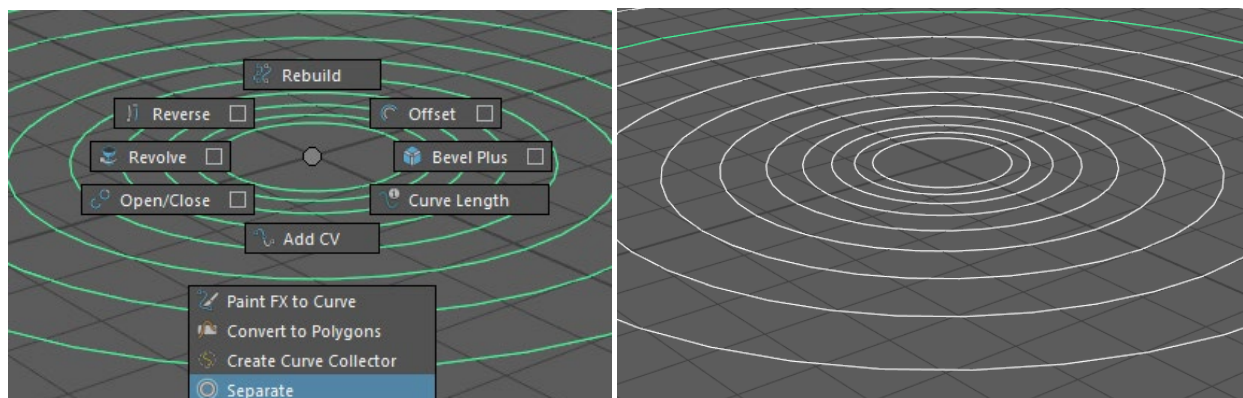 Rebuild
Reverse
Offset
Revolve
Bevel Plus
Open/Close
Curve Length
Add CV
Paint FX to Curve
Convert to Polygons
Create Curve Collector
Separate